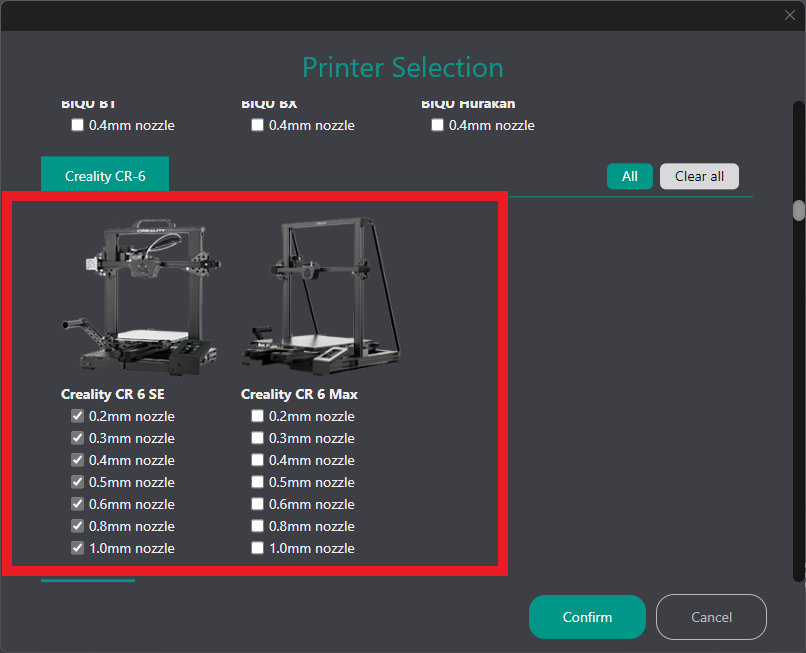 Printer Selection
BIQU B1 BIQU BX BIQU Hurakan
0.4mm nozzle 0.4mm nozzle 0.4mm nozzle
Creality CR-6 All Clear all
CREALITY
Creality CR 6 SE Creality CR 6 Max
0.2mm nozzle 0.2mm nozzle
0.3mm nozzle 0.3mm nozzle
0.4mm nozzle 0.4mm nozzle
0.5mm nozzle 0.5mm nozzle
0.6mm nozzle 0.6mm nozzle
0.8mm nozzle 0.8mm nozzle
1.0mm nozzle 1.0mm nozzle
Confirm Cancel